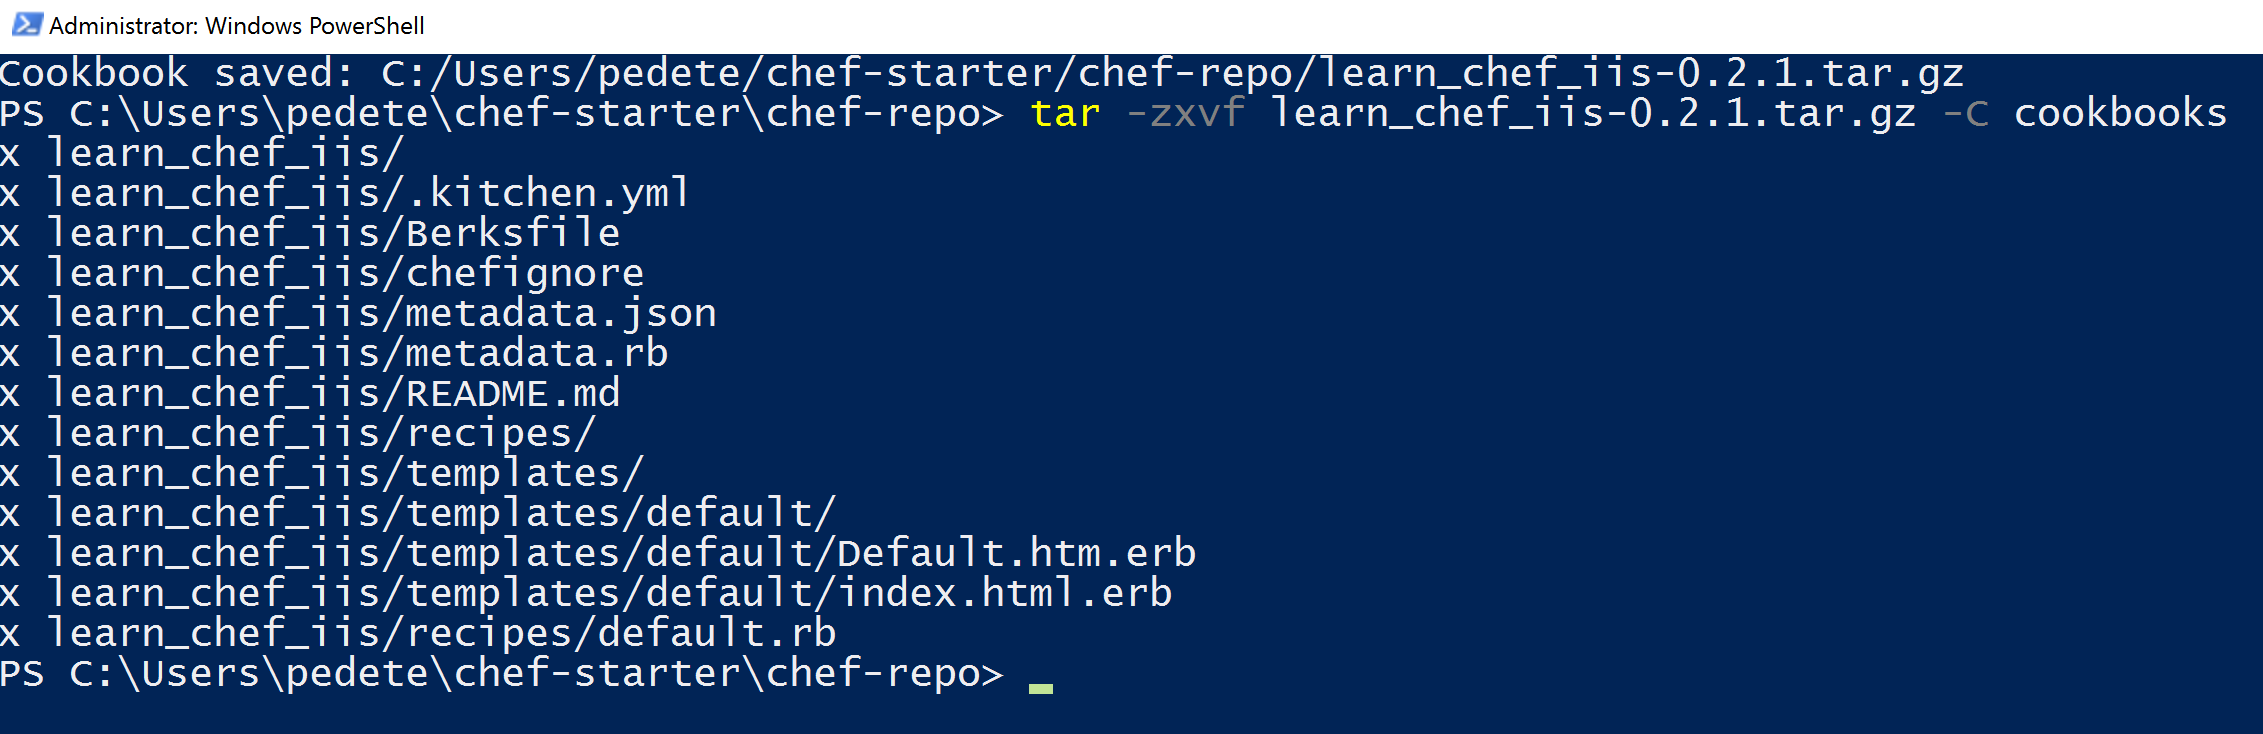 Administrator: Windows PowerShell
Cookbook saved: C:/Users/pedete/chef-starter/chef-repo/learn_chef_iis-0.2.1.tar.gz
PS C:\Users\pedete\chef-starter\chef-repo> tar -zxvf learn_chef_iis-0.2.1.tar.gz -C cookbooks
x learn_chef_iis/
x learn_chef_iis/.kitchen.yml
x learn_chef_iis/Berksfile
x learn_chef_iis/chefignore
x learn_chef_iis/metadata.json
x learn_chef_iis/metadata.rb
x learn_chef_iis/README.md
x learn_chef_iis/recipes/
x learn_chef_iis/templates/
x learn_chef_iis/templates/default/
x learn_chef_iis/templates/default/Default.htm.erb
x learn_chef_iis/templates/default/index.html.erb
x learn_chef_iis/recipes/default.rb
PS C:\Users\pedete\chef-starter\chef-repo>